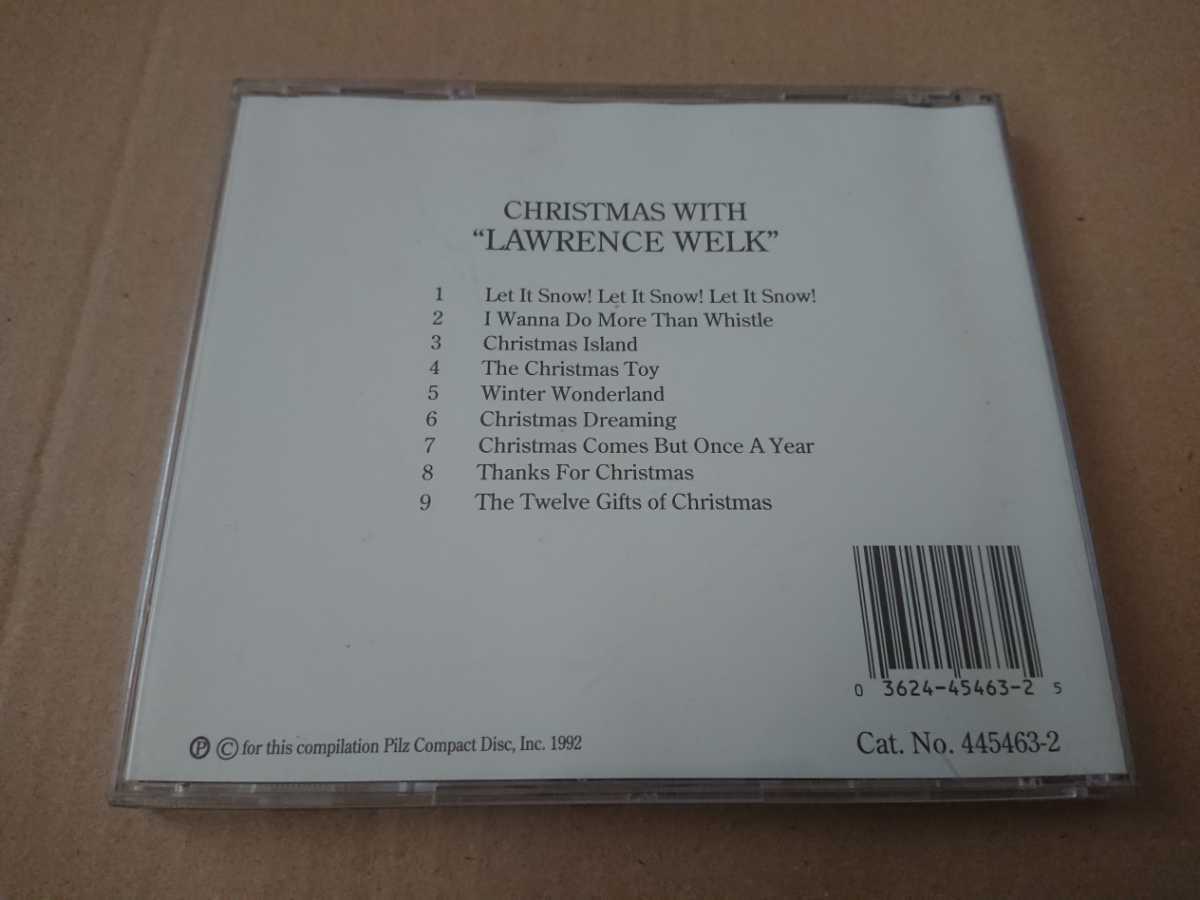 CHRISTMAS WITH
“LAWRENCE WELK”
1 Let It Snow! Let It Snow! Let It Snow!
2 I Wanna Do More Than Whistle
3 Christmas Island
4 The Christmas Toy
5 Winter Wonderland
6 Christmas Dreaming
7 Christmas Comes But Once A Year
8 Thanks For Christmas
9 The Twelve Gifts of Christmas
0 3624-45463-2 5
Ⓟ © for this compilation Pilz Compact Disc, Inc. 1992
Cat. No. 445463-2